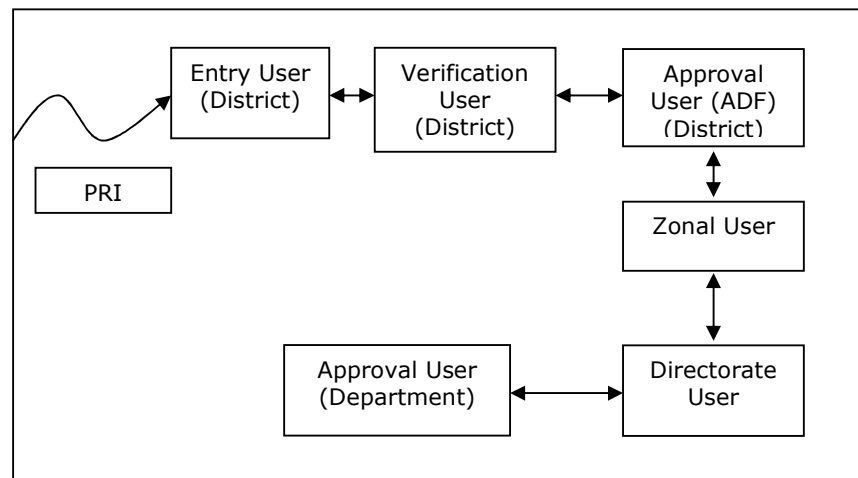 Entry User
(District)
Verification
User
(District)
Approval
User (ADF)
(District)
PRI
Zonal User
Approval User
(Department)
Directorate
User